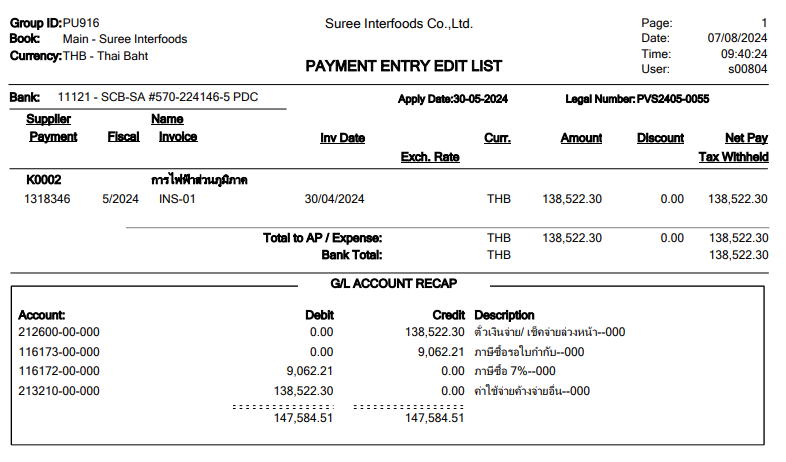 Group ID: PU916 Suree Interfoods Co.,Ltd. Page: 1
Book: Main - Suree Interfoods Date: 07/08/2024
Currency: THB - Thai Baht Time: 09:40:24
PAYMENT ENTRY EDIT LIST User: s00804
Bank: 11121 - SCB-SA #570-224146-5 PDC Apply Date:30-05-2024 Legal Number:PVS2405-0055
Supplier Name
Payment Fiscal Invoice Inv Date Curr. Amount Discount Net Pay
Exch. Rate Tax Withheld
K0002 การไฟฟ้าส่วนภูมิภาค
1318346 5/2024 INS-01 30/04/2024 THB 138,522.30 0.00 138,522.30
Total to AP / Expense: THB 138,522.30 0.00 138,522.30
Bank Total: THB 138,522.30
G/L ACCOUNT RECAP
Account: Debit Credit Description
212600-00-000 0.00 138,522.30 ตั๋วเงินจ่าย/ เช็คจ่ายล่วงหน้า--000
116173-00-000 0.00 9,062.21 ภาษีซื้อรอใบกำกับ--000
116172-00-000 9,062.21 0.00 ภาษีซื้อ 7%--000
213210-00-000 138,522.30 0.00 ค่าใช้จ่ายค้างจ่ายอื่น--000
147,584.51 147,584.51